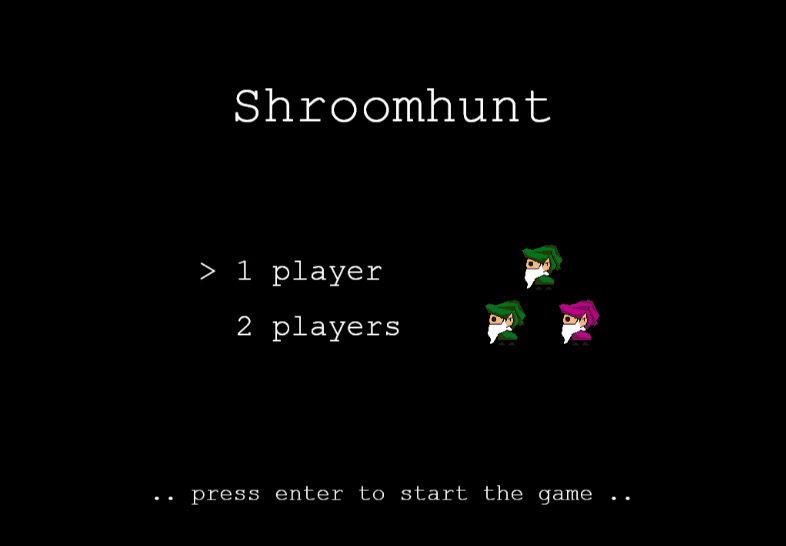 Shroomhunt
> 1 player
2 players
.. press enter to start the game ..